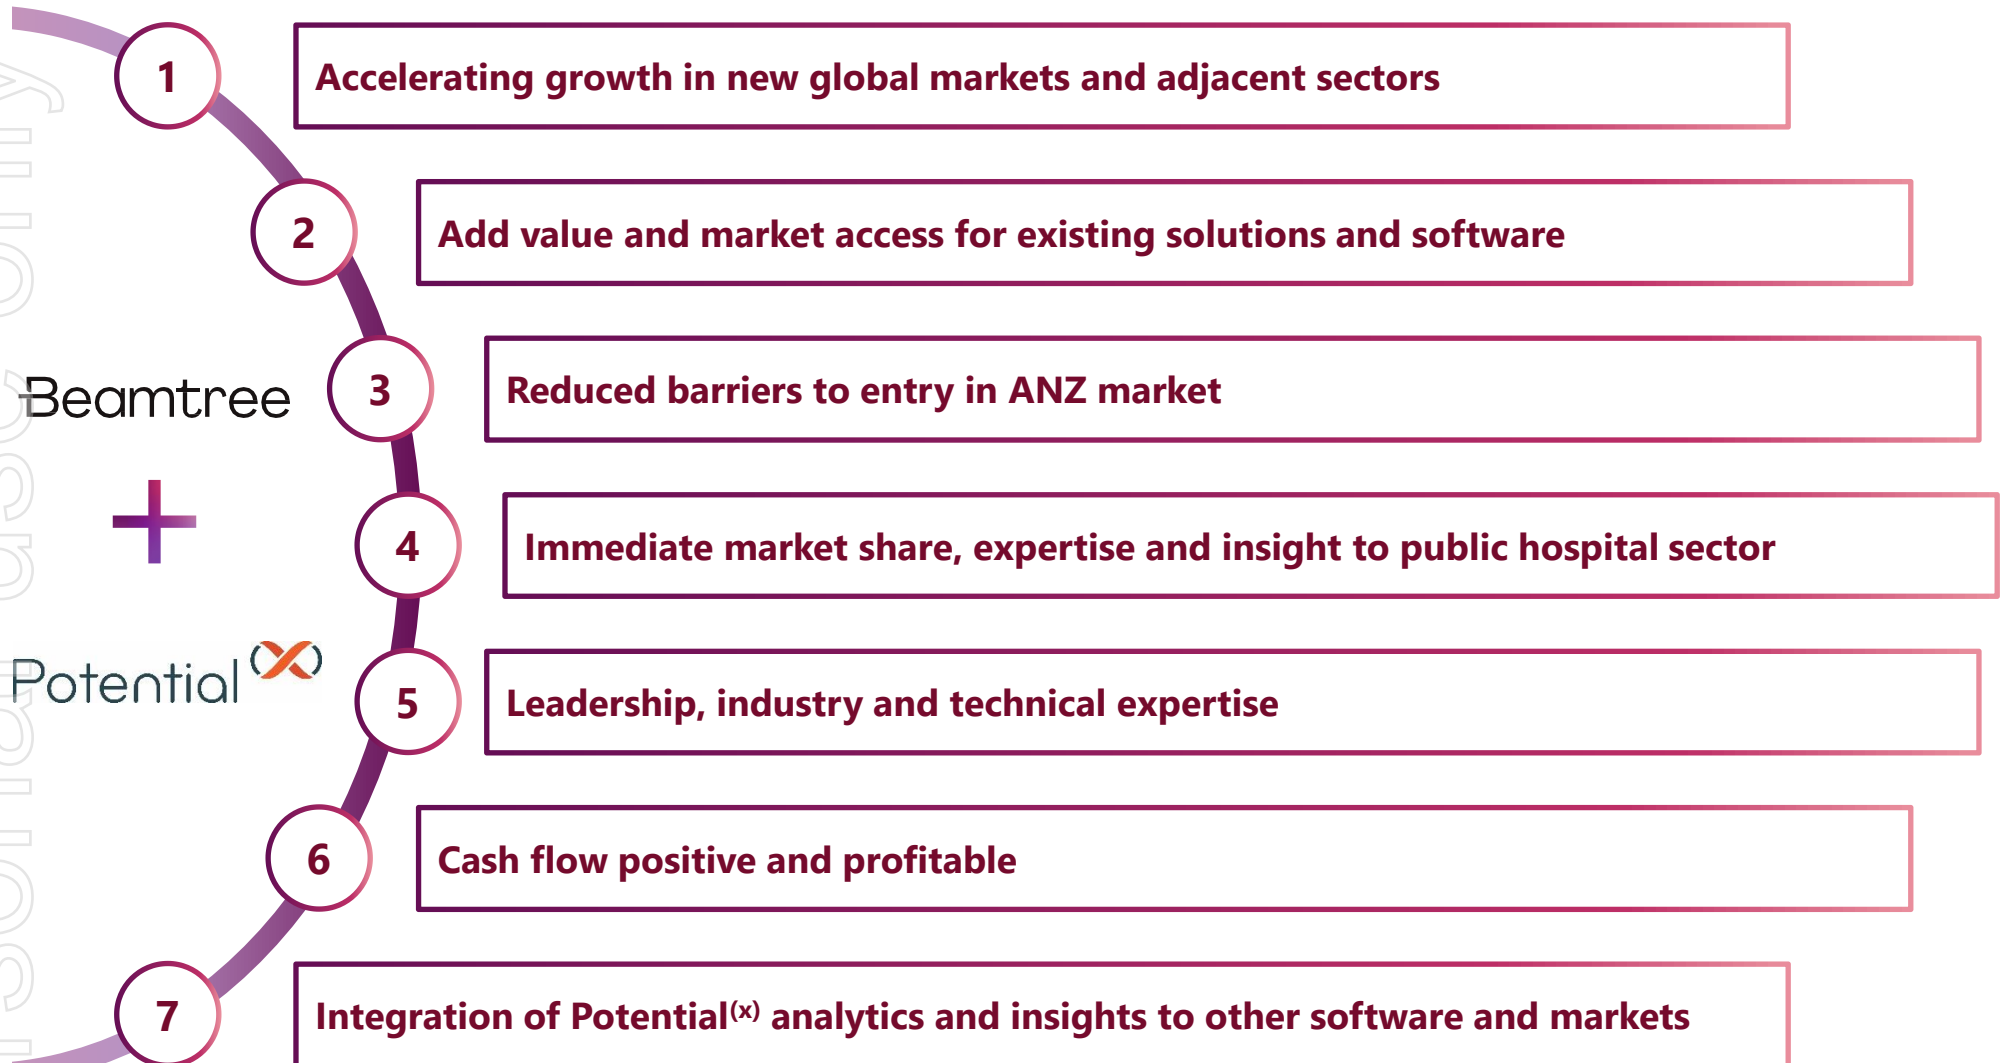 1
Accelerating growth in new global markets and adjacent sectors
2
Add value and market access for existing solutions and software
Beamtree
3
Reduced barriers to entry in ANZ market
4
Immediate market share, expertise and insight to public hospital sector
Potential(X)
5
Leadership, industry and technical expertise
6
Cash flow positive and profitable
7
Integration of Potential(x) analytics and insights to other software and markets